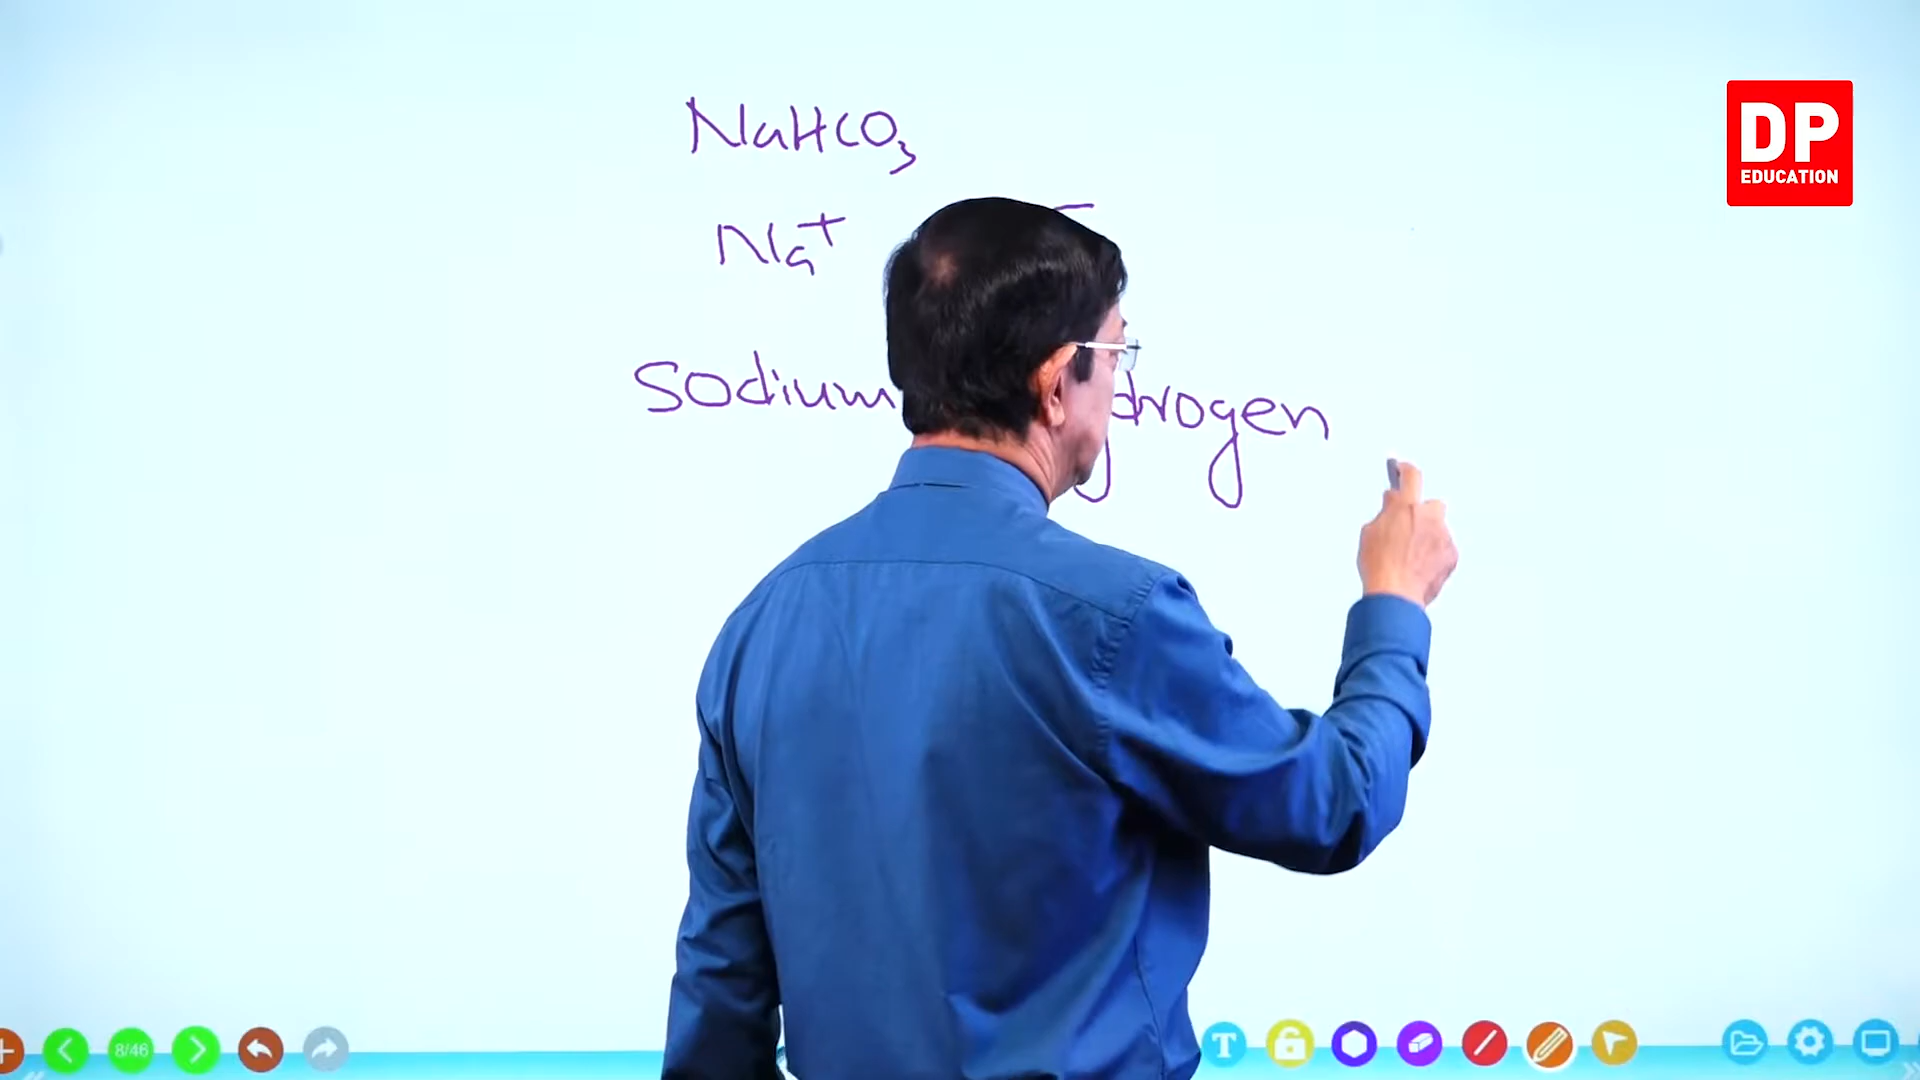 NaHCO₃
DP
EDUCATION
Na⁺ ⁻
sodium drogen
8/46
T